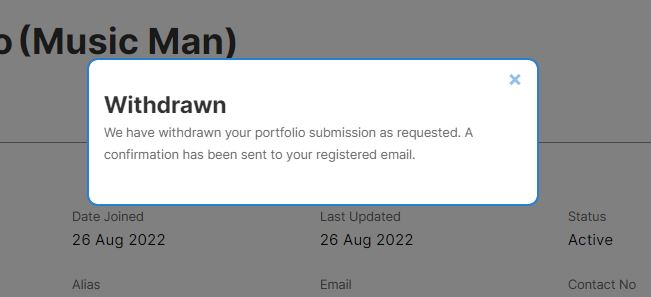 o (Music Man)
Withdrawn
We have withdrawn your portfolio submission as requested. A
confirmation has been sent to your registered email.
Date Joined Last Updated Status
26 Aug 2022 26 Aug 2022 Active
Alias Email Contact No